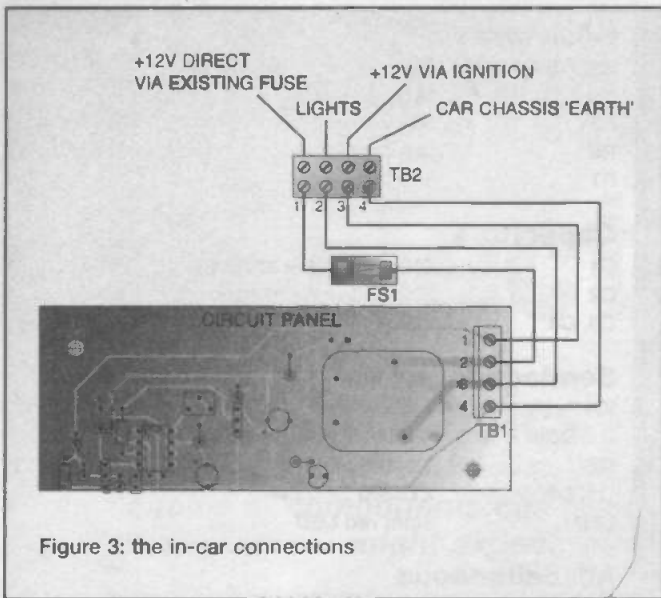 +12V DIRECT
VIA EXISTING FUSE
+12V VIA IGNITION
LIGHTS
CAR CHASSIS 'EARTH'
TB2
1 2 3 4
FS1
CIRCUIT PANEL
1
2
3
4
TB1
Figure 3: the in-car connections